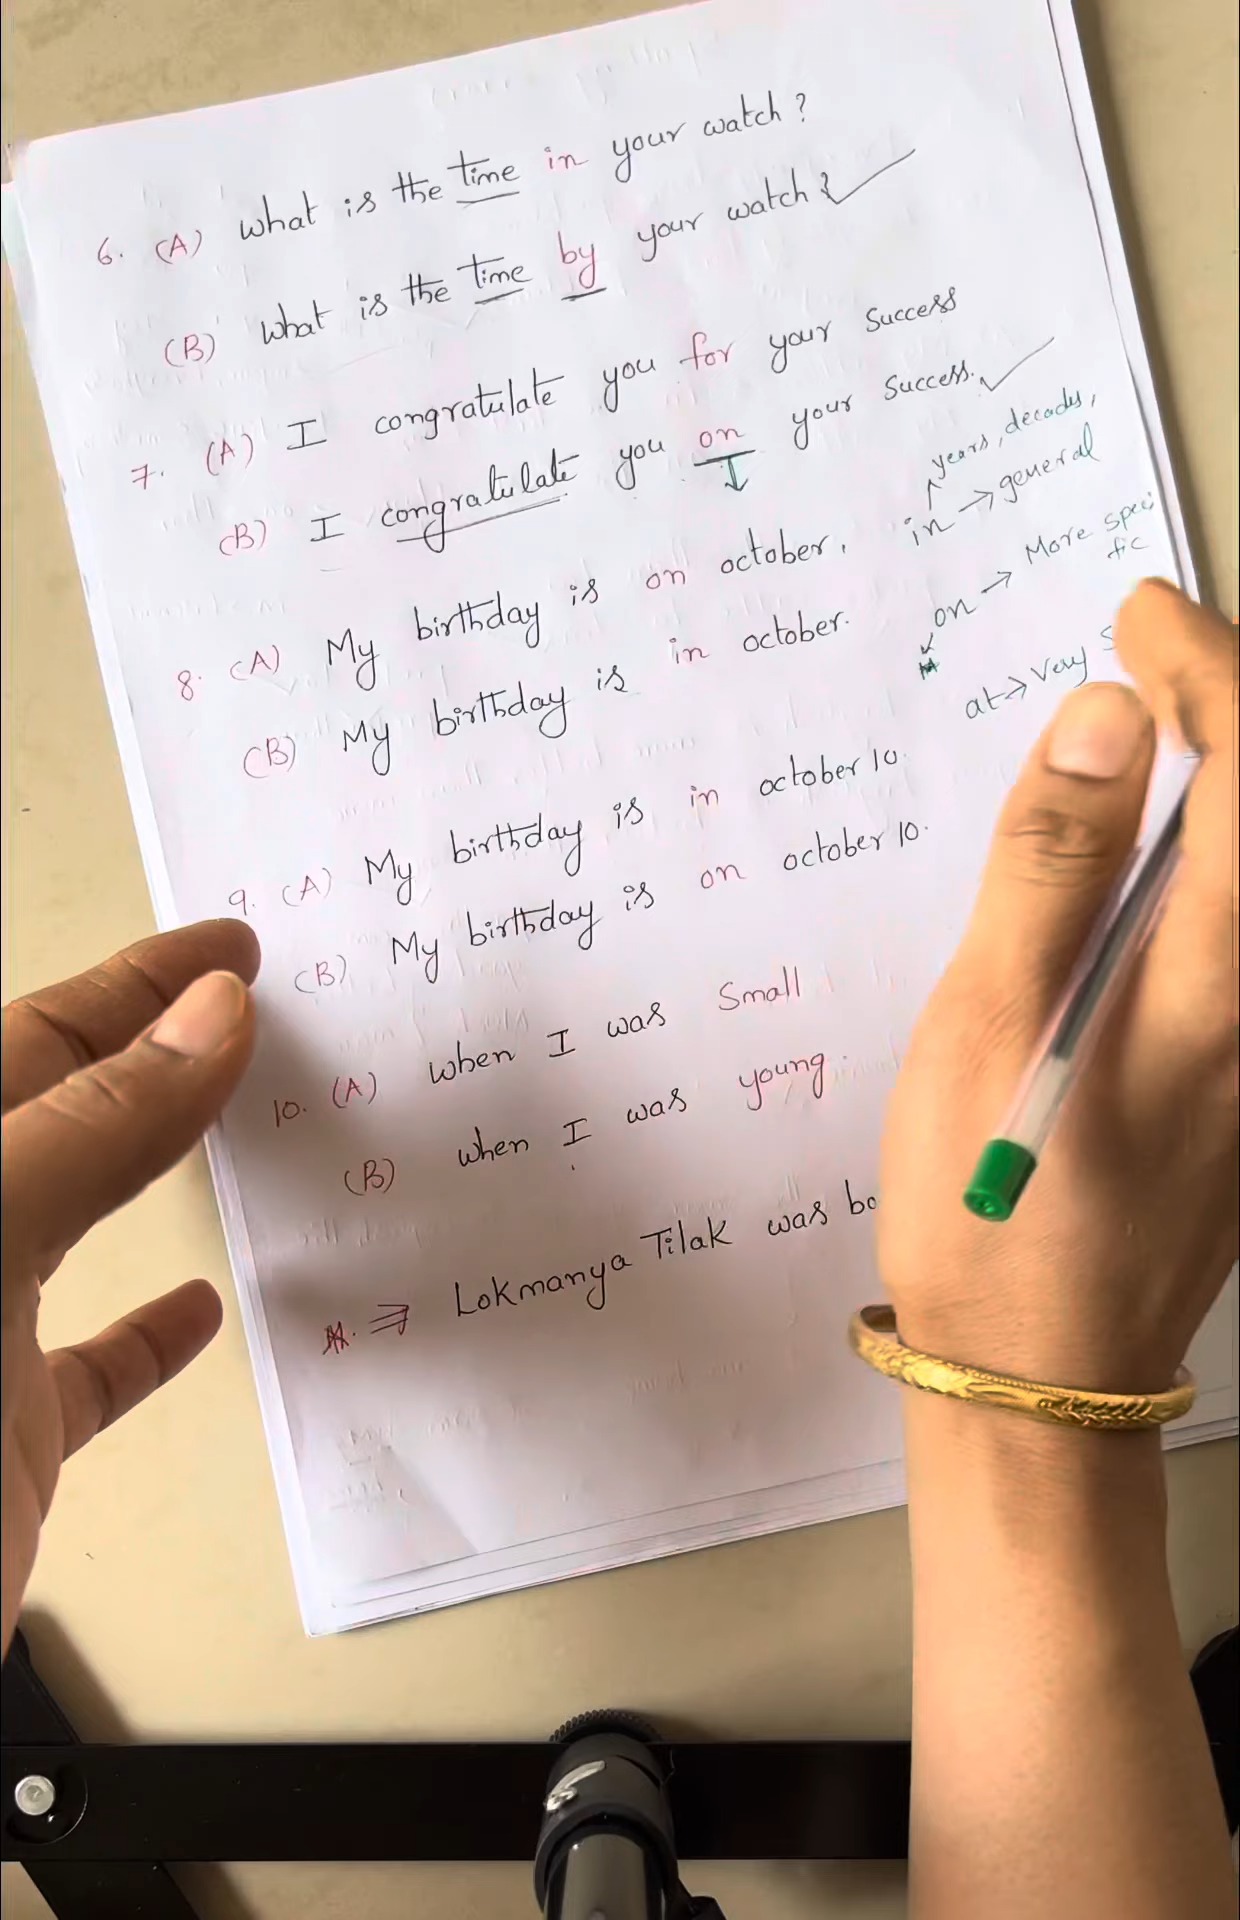 6. (A) What is the time in your watch?
(B) What is the time by your watch?
7. (A) I congratulate you for your success
(B) I congratulate you on your success.
years, decades,
in → general
8. (A) My birthday is on october.
on → More speci
fic
(B) My birthday is in october.
at → Very
9. (A) My birthday is in october 10.
(B) My birthday is on october 10.
10. (A) when I was Small
(B) when I was young.
⇒ Lokmanya Tilak was bo